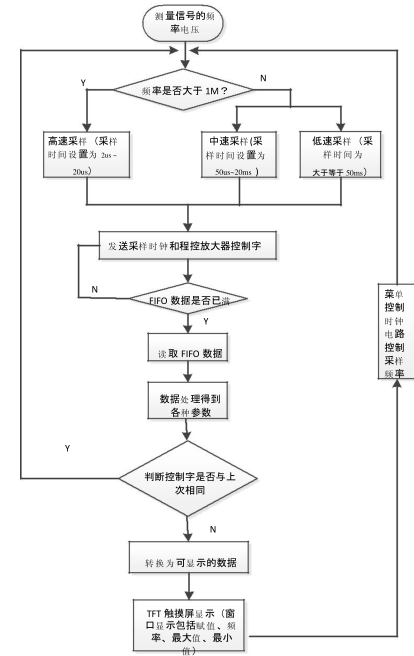 测量信号的频
率电压
Y
N
频率是否大于 1M？
高速采样（采样
时间设置为 2us~
20us）
中速采样(采
样时间设置为
50us~20ms )
低速采样（采
样时间为
大于等于 50ms）
发送采样时钟和程控放大器控制字
N
FIFO 数据是否已满
Y
读取 FIFO 数据
数据处理得到
各种参数
Y
判断控制字是否与上
次相同
N
转换为可显示的数据
TFT 触摸屏显示（窗
口显示包括赋值、频
率、最大值、最小
值）
菜单
控制
时钟
电路
控制
采样
频率